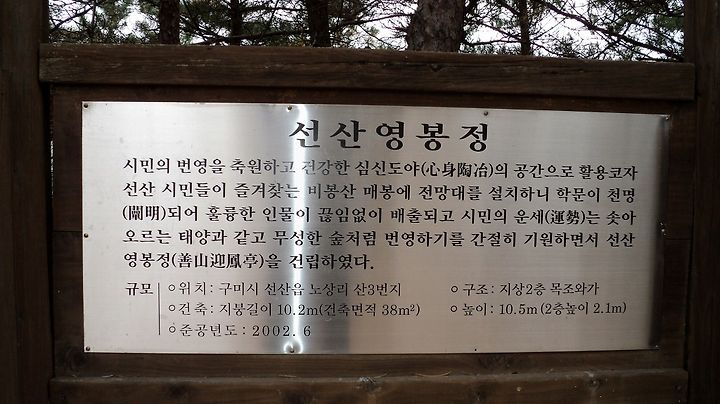 선산영봉정
시민의 번영을 축원하고 건강한 심신도야(心身陶冶)의 공간으로 활용코자
선산 시민들이 즐겨찾는 비봉산 매봉에 전망대를 설치하니 학문이 천명
(闡明)되어 훌륭한 인물이 끊임없이 배출되고 시민의 운세(運勢)는 솟아
오르는 태양과 같고 무성한 숲처럼 번영하기를 간절히 기원하면서 선산
영봉정(善山迎鳳亭)을 건립하였다.
규모 ○위치: 구미시 선산읍 노상리 산3번지 ○구조: 지상2층 목조와가
○건축: 지붕길이 10.2m(건축면적 38m²) ○높이: 10.5m (2층높이 2.1m)
○준공년도: 2002. 6